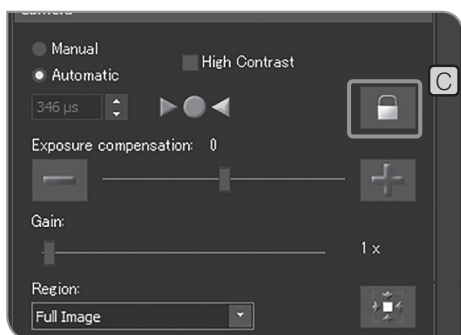 Manual
High Contrast
Automatic
346 µs
C
Exposure compensation: 0
Gain:
1 x
Region:
Full Image